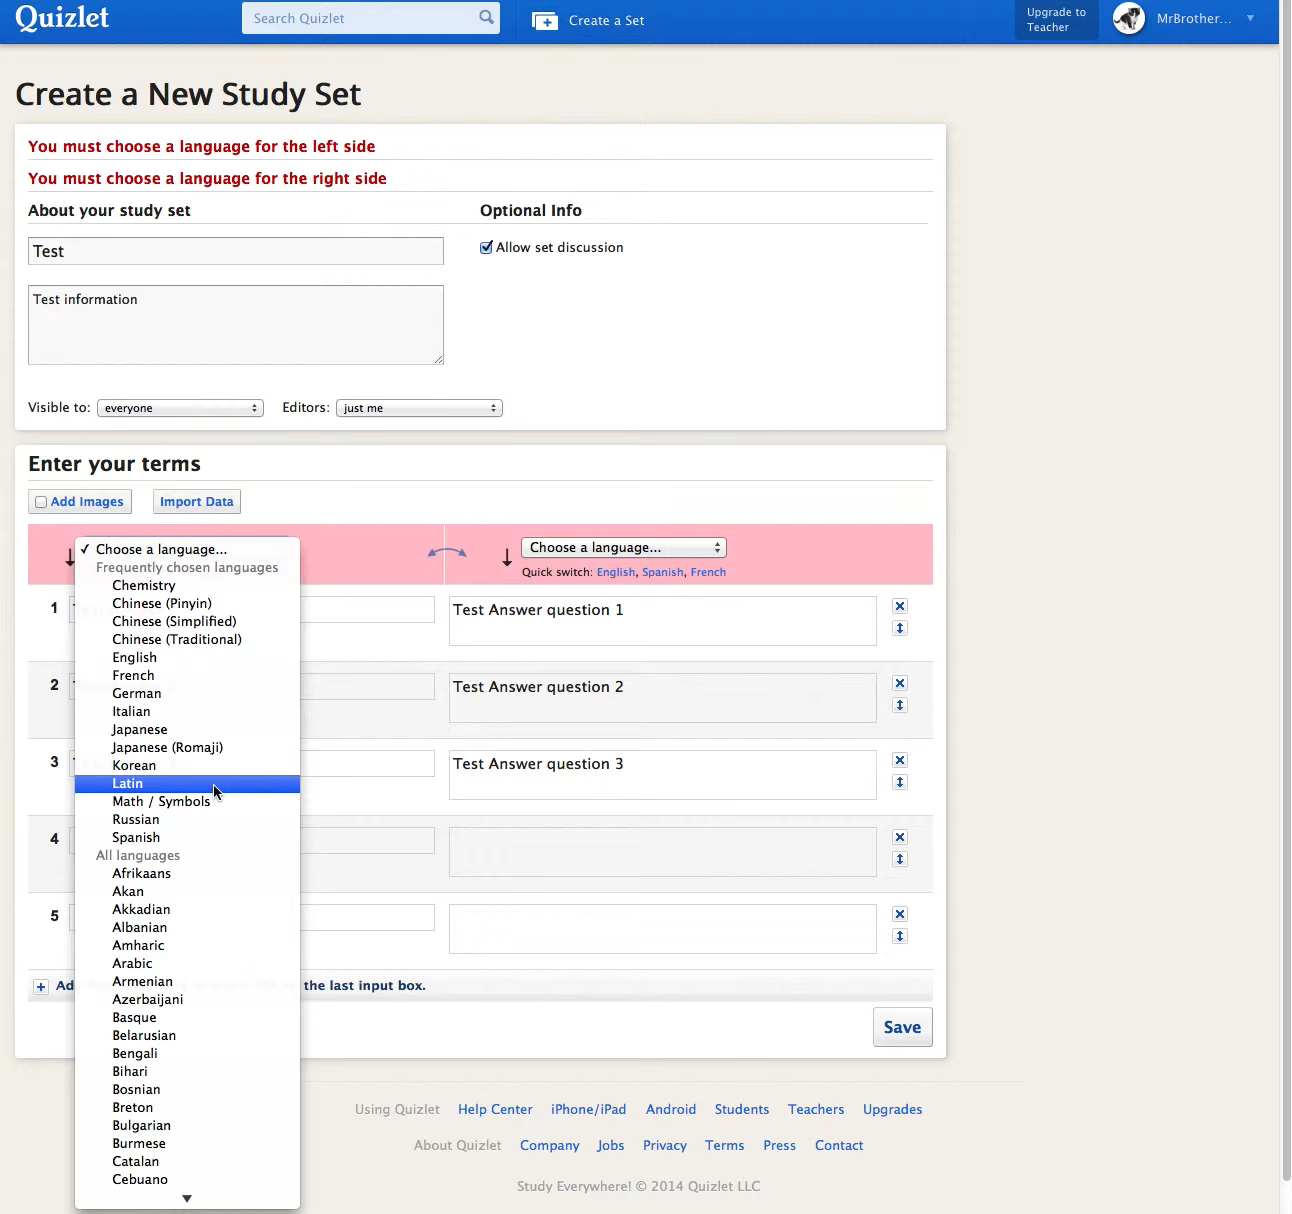 Quizlet
Search Quizlet
Create a Set
Upgrade to
Teacher
MrBrother...
Create a New Study Set
You must choose a language for the left side
You must choose a language for the right side
About your study set
Optional Info
Test
Allow set discussion
Test information
Visible to: everyone
Editors: just me
Enter your terms
Add Images
Import Data
Choose a language...
Frequently chosen languages
Chemistry
Chinese (Pinyin)
Chinese (Simplified)
Chinese (Traditional)
English
French
German
Italian
Japanese
Japanese (Romaji)
Korean
Latin
Math / Symbols
Russian
Spanish
All languages
Afrikaans
Akan
Akkadian
Albanian
Amharic
Arabic
Armenian
Azerbaijani
Basque
Belarusian
Bengali
Bihari
Bosnian
Breton
Bulgarian
Burmese
Catalan
Cebuano
Choose a language...
Quick switch: English, Spanish, French
1
Test Answer question 1
2
Test Answer question 2
3
Test Answer question 3
4
5
the last input box.
Save
Using Quizlet Help Center iPhone/iPad Android Students Teachers Upgrades
About Quizlet Company Jobs Privacy Terms Press Contact
Study Everywhere! © 2014 Quizlet LLC